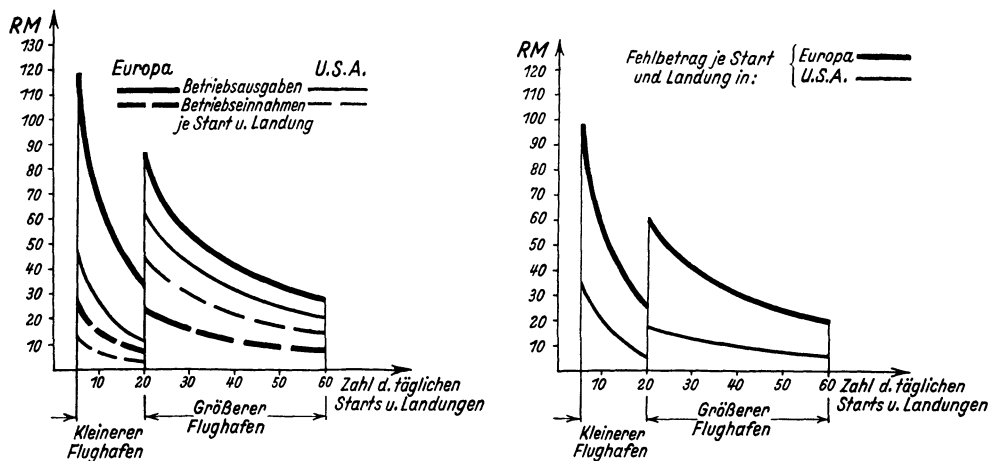 RM
130
120
110
100
90
80
70
60
50
40
30
20
10
Europa U.S.A.
Betriebsausgaben
Betriebseinnahmen
je Start u. Landung
10 20 30 40 50 60
Zahl d. täglichen
Starts u. Landungen
Kleinerer
Flughafen
Größerer
Flughafen
RM
120
110
100
90
80
70
60
50
40
30
20
10
Fehlbetrag je Start
und Landung in:
Europa
U.S.A.
10 20 30 40 50 60
Zahl d. täglichen
Starts u. Landungen
Kleinerer
Flughafen
Größerer
Flughafen